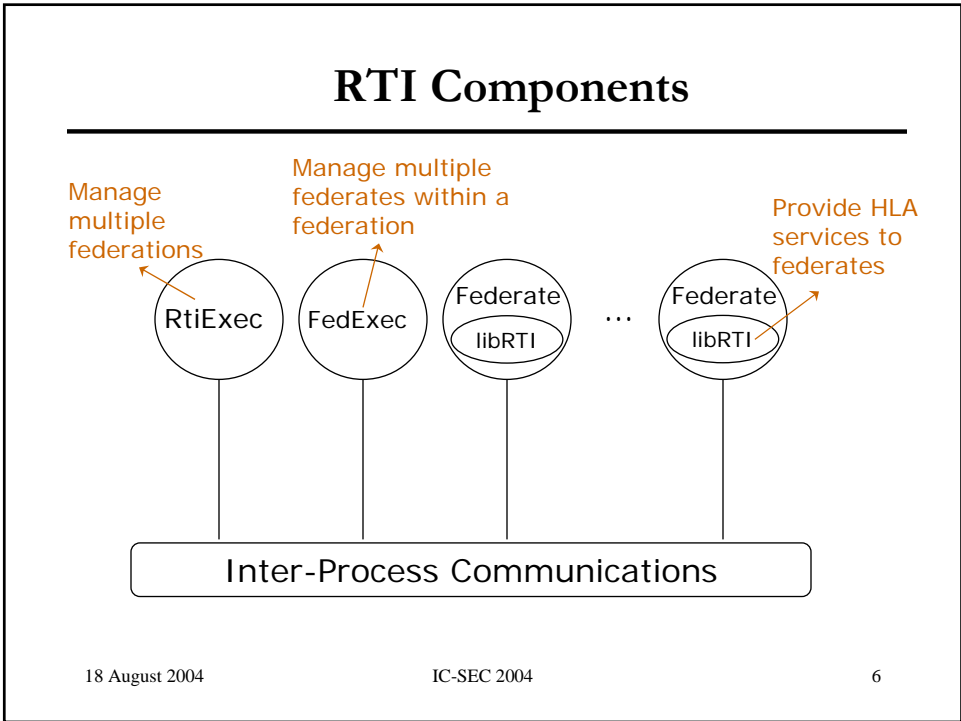 RTI Components
Manage
multiple
federations
Manage multiple
federates within a
federation
Provide HLA
services to
federates
RtiExec
FedExec
Federate
libRTI
...
Federate
libRTI
Inter-Process Communications
18 August 2004
IC-SEC 2004
6